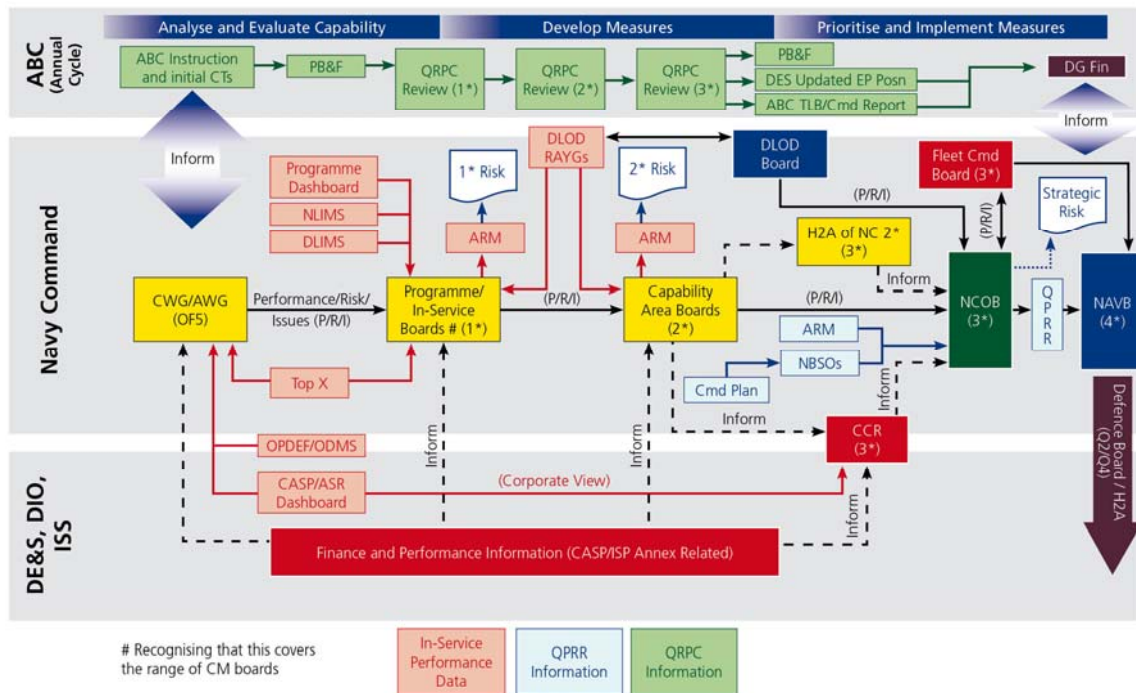 Analyse and Evaluate Capability
Develop Measures
Prioritise and Implement Measures
ABC
(Annual
Cycle)
ABC Instruction
and initial CTs
PB&F
QRPC
Review (1*)
QRPC
Review (2*)
QRPC
Review (3*)
PB&F
DES Updated EP Posn
ABC TLB/Cmd Report
DG Fin
Inform
Inform
Navy Command
Programme
Dashboard
NLIMS
DLIMS
1* Risk
ARM
DLOD
RAYGs
2* Risk
ARM
DLOD
Board
Fleet Cmd
Board (3*)
Strategic
Risk
(P/R/I)
(P/R/I)
H2A of NC 2*
(3*)
Inform
CWG/AWG
(OF5)
Performance/Risk/
Issues (P/R/I)
Programme/
In-Service
Boards # (1*)
(P/R/I)
Capability
Area Boards
(2*)
(P/R/I)
NCOB
(3*)
QPRR
NAVB
(4*)
ARM
NBSOs
Cmd Plan
Top X
Inform
Inform
Inform
Inform
CCR
(3*)
OPDEF/ODMS
CASP/ASR
Dashboard
(Corporate View)
Inform
Defence Board / H2A
(Q2/Q4)
DE&S, DIO,
ISS
Finance and Performance Information (CASP/ISP Annex Related)
# Recognising that this covers
the range of CM boards
In-Service
Performance
Data
QPRR
Information
QRPC
Information